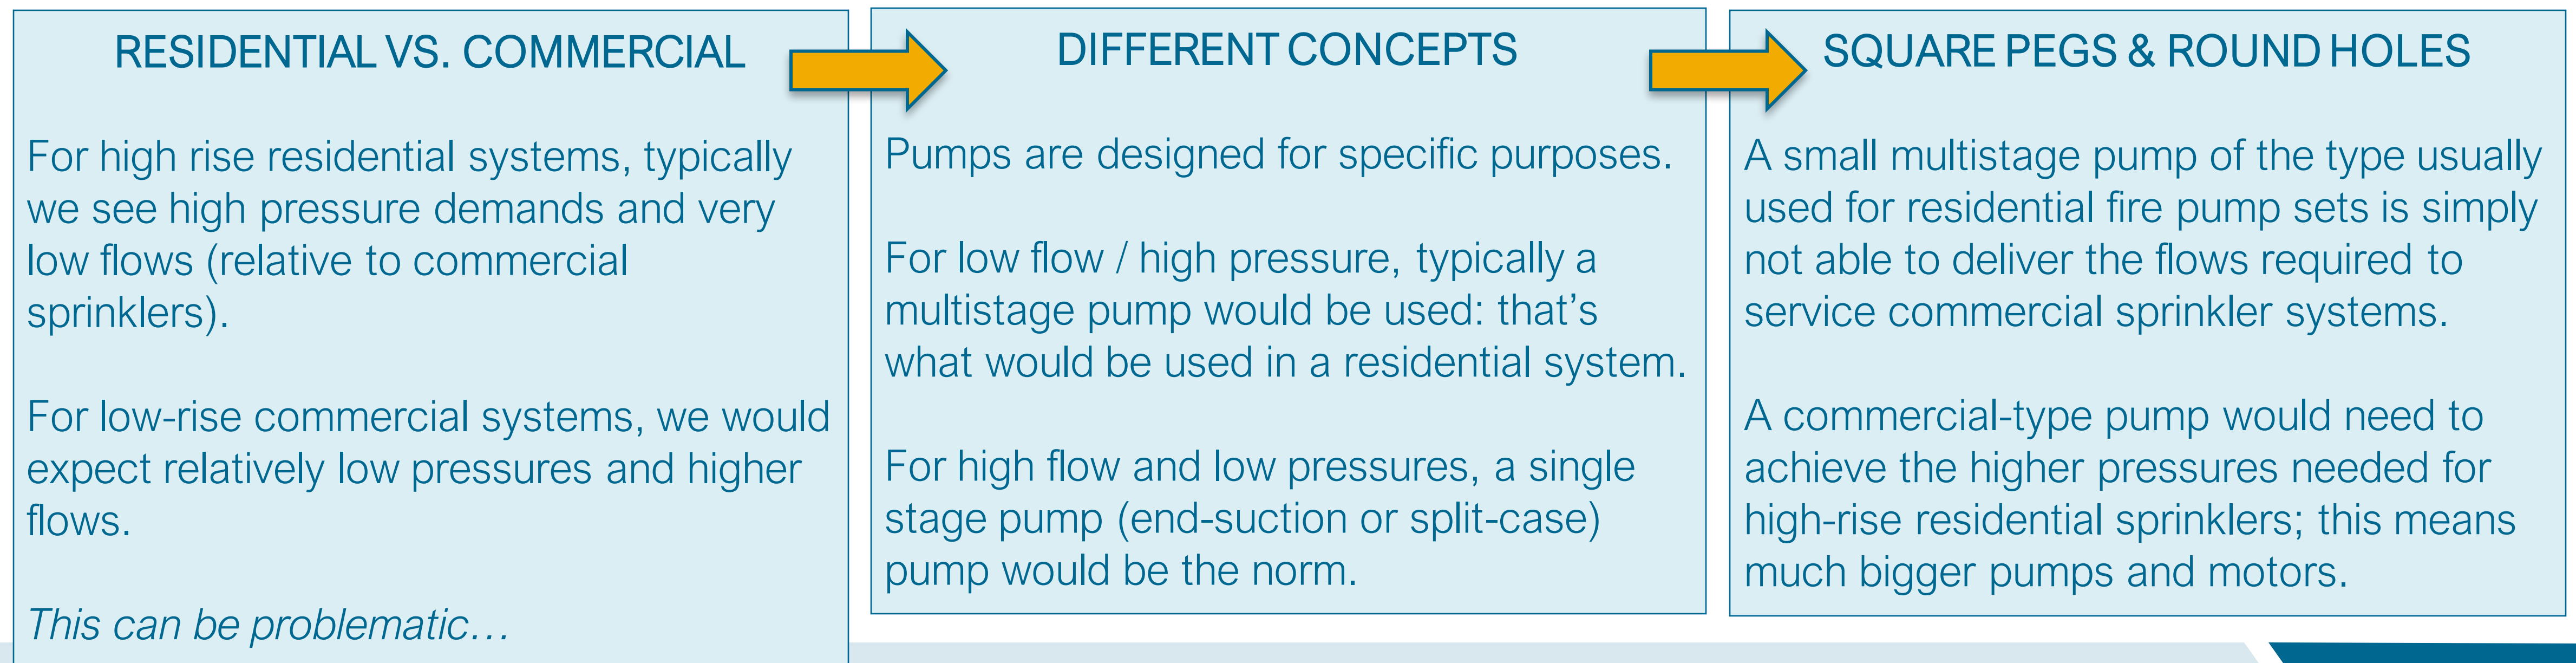 RESIDENTIAL VS. COMMERCIAL
For high rise residential systems, typically
we see high pressure demands and very
low flows (relative to commercial
sprinklers).
For low-rise commercial systems, we would
expect relatively low pressures and higher
flows.
This can be problematic…
DIFFERENT CONCEPTS
Pumps are designed for specific purposes.
For low flow / high pressure, typically a
multistage pump would be used: that’s
what would be used in a residential system.
For high flow and low pressures, a single
stage pump (end-suction or split-case)
pump would be the norm.
SQUARE PEGS & ROUND HOLES
A small multistage pump of the type usually
used for residential fire pump sets is simply
not able to deliver the flows required to
service commercial sprinkler systems.
A commercial-type pump would need to
achieve the higher pressures needed for
high-rise residential sprinklers; this means
much bigger pumps and motors.